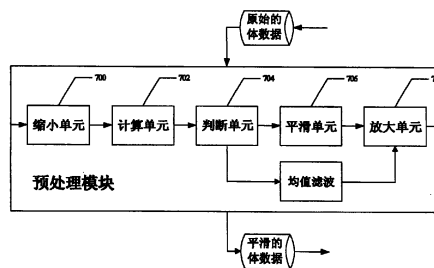 原始的
体数据
700
702
704
706
缩小单元
计算单元
判断单元
平滑单元
放大单元
均值滤波
预处理模块
平滑的
体数据